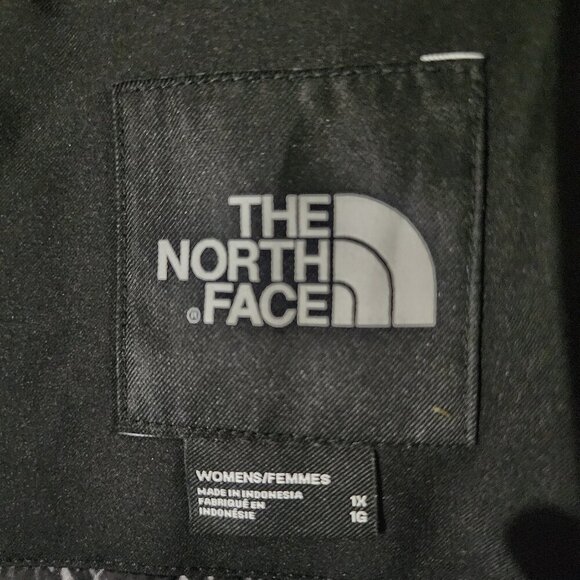 THE
NORTH
®FACE
WOMENS/FEMMES
MADE IN INDONESIA 1X
FABRIQUÉ EN 1G
INDONÉSIE